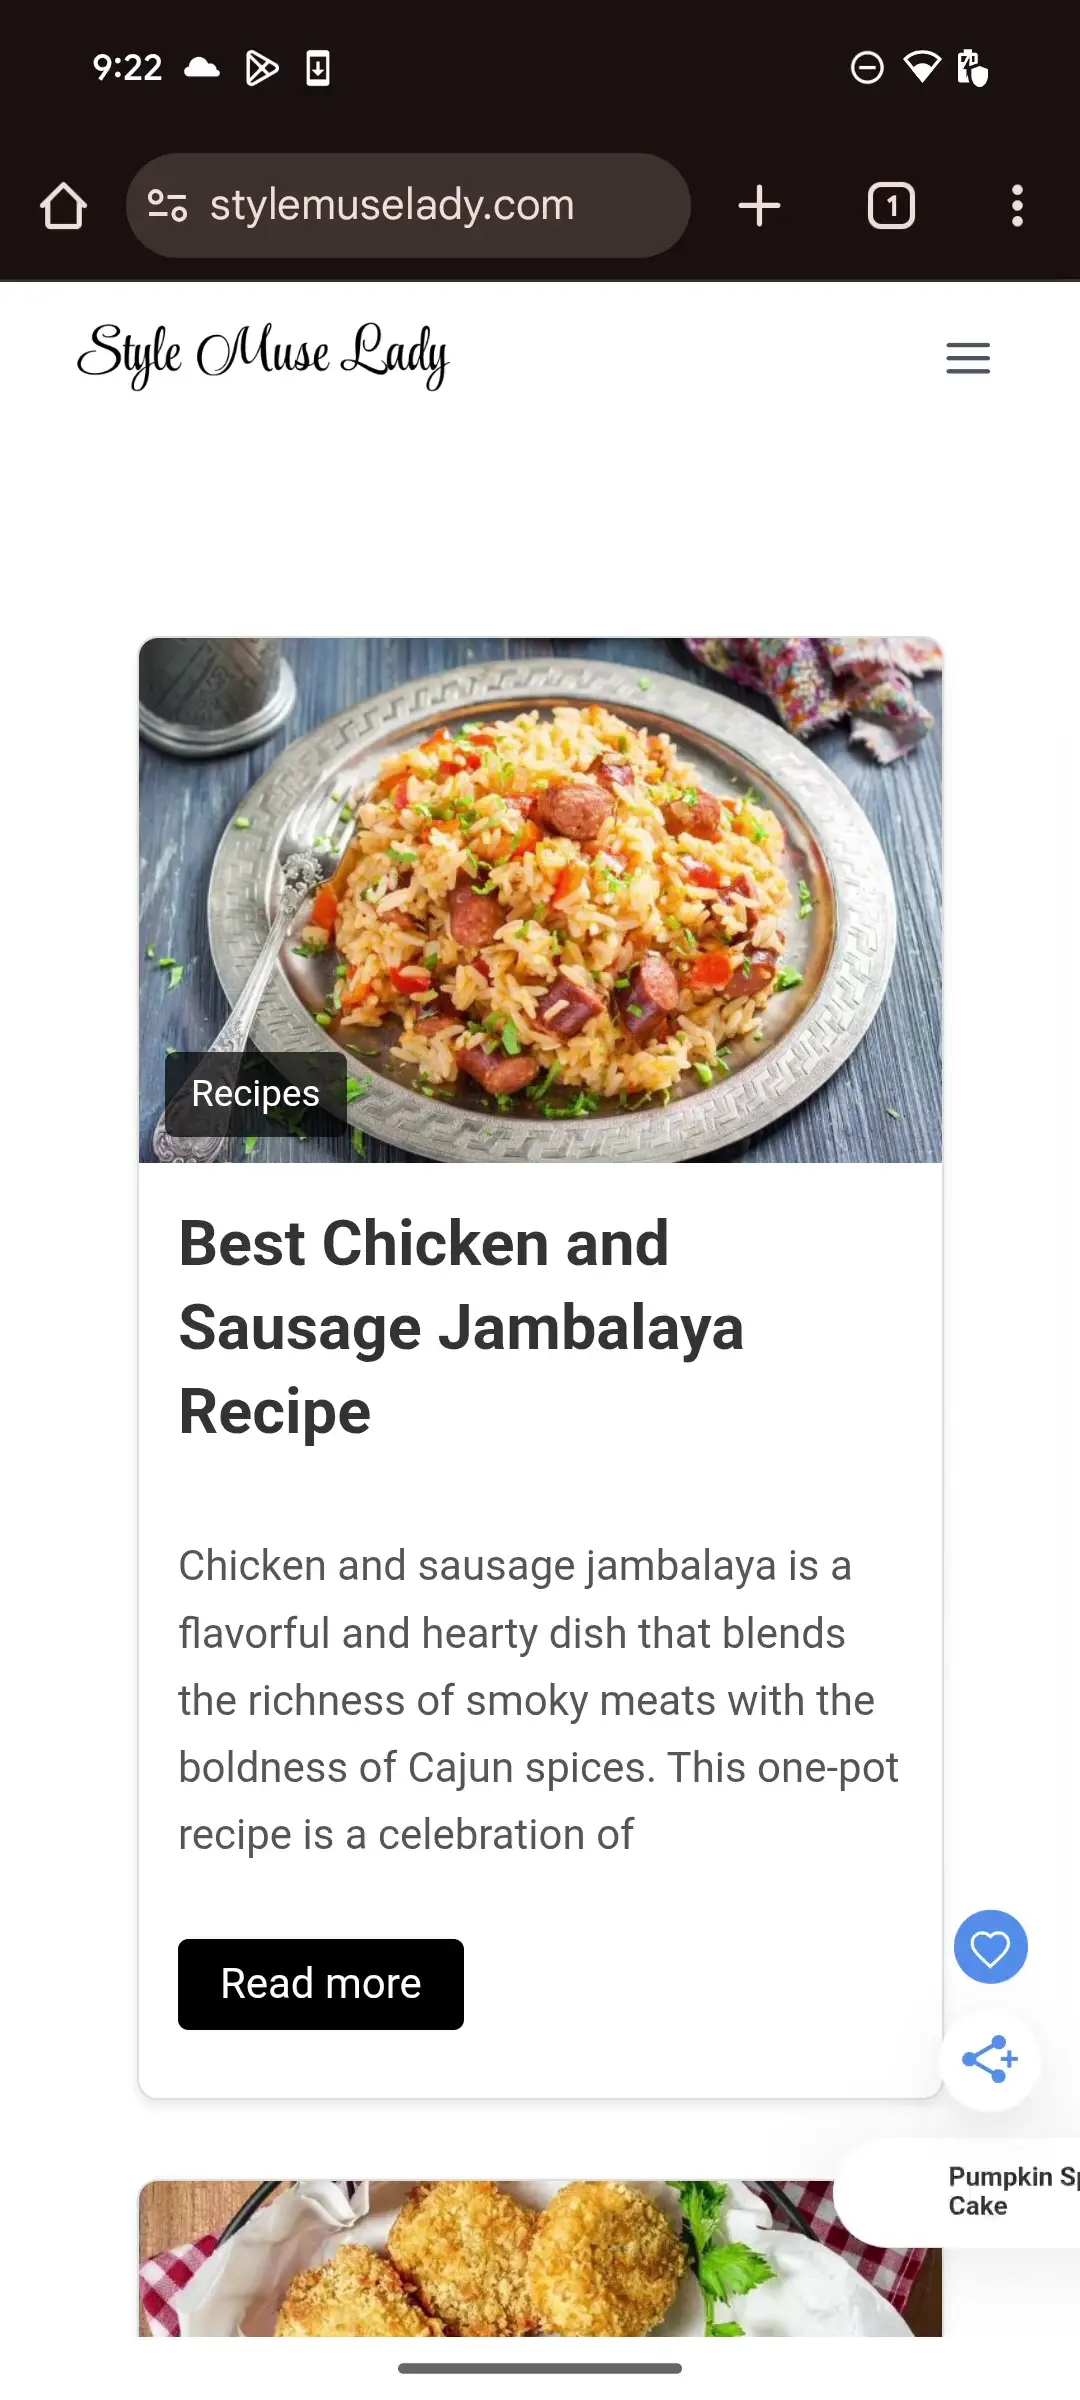 9:22
stylemuselady.com
1
Style Muse Lady
Recipes
Best Chicken and
Sausage Jambalaya
Recipe
Chicken and sausage jambalaya is a
flavorful and hearty dish that blends
the richness of smoky meats with the
boldness of Cajun spices. This one-pot
recipe is a celebration of
Read more
Pumpkin
Cake